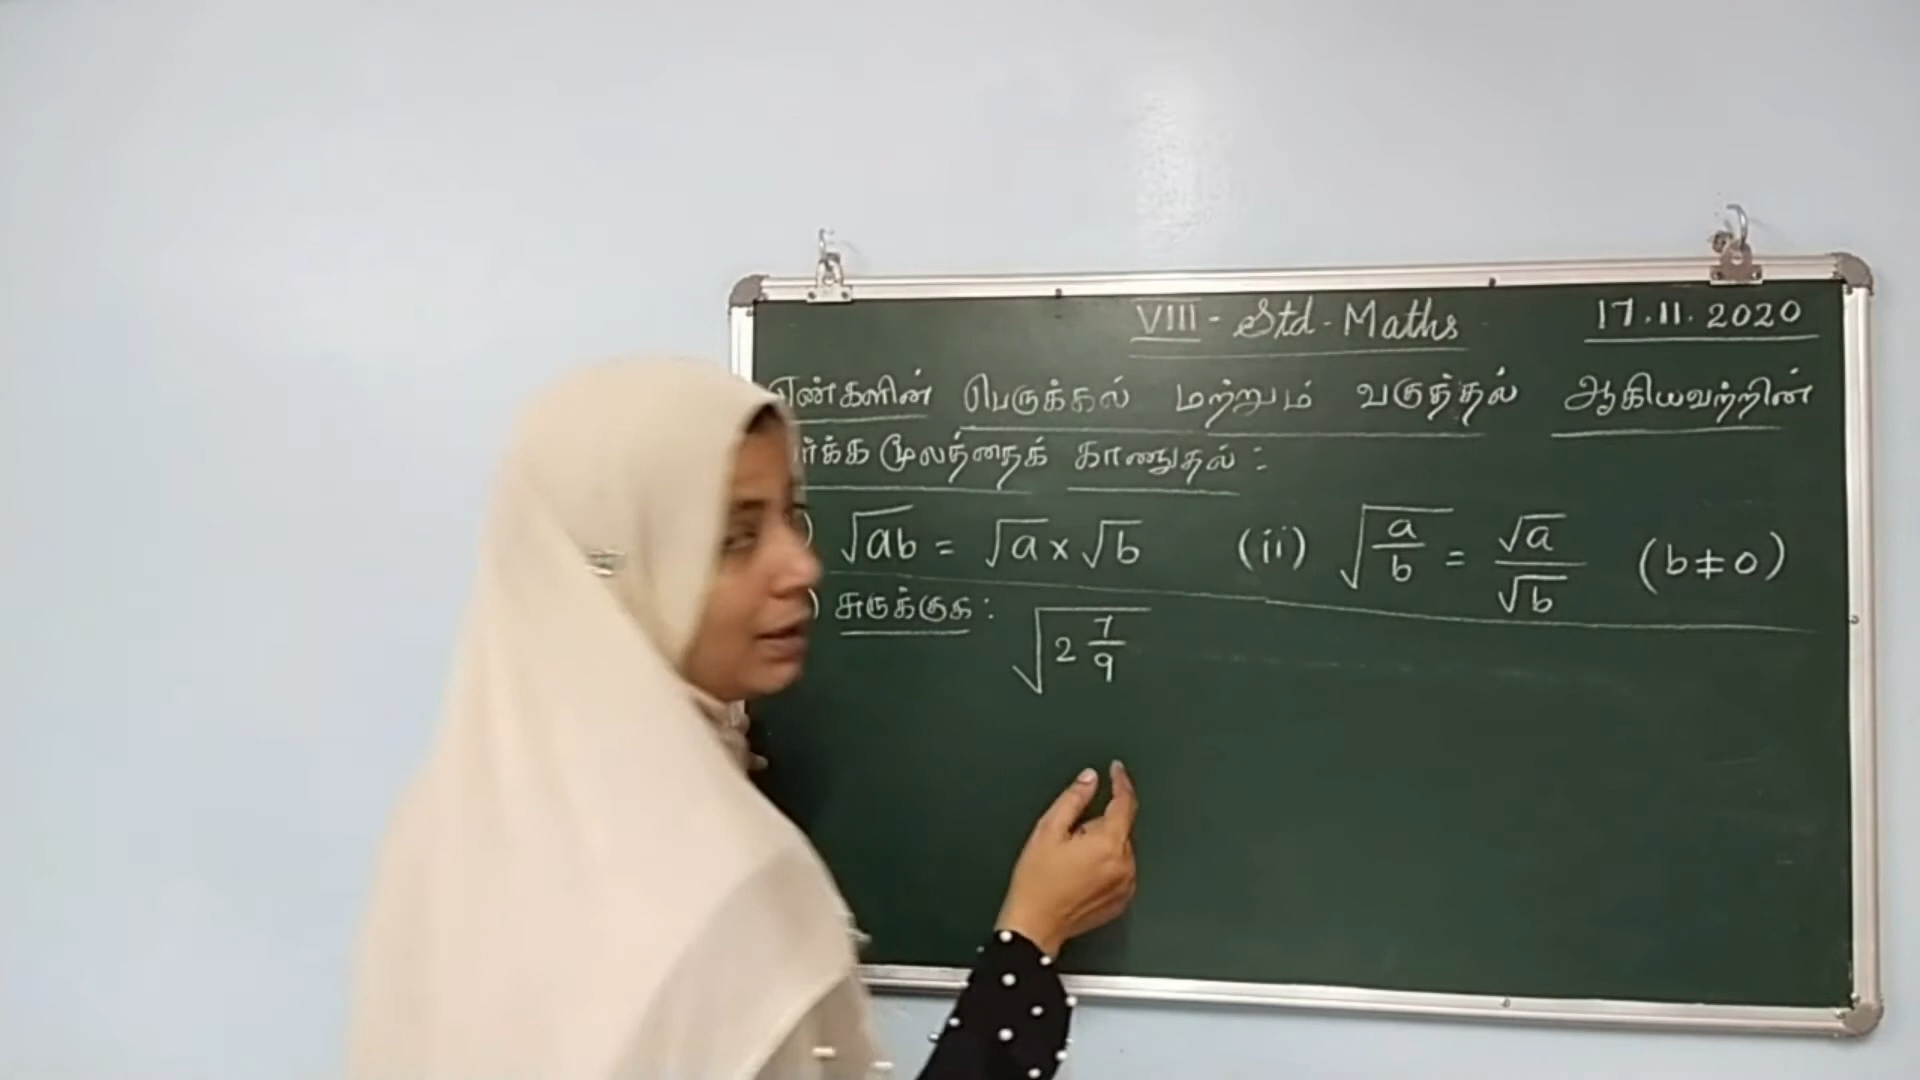 VIII - Std - Maths 17.11.2020
எண்களின் பெருக்கல் மற்றும் வகுத்தல் ஆகியவற்றின்
மூலத்தைக் காணுதல் :
) √ab = √a x √b (ii) √(a/b) = √a/√b (b ≠ 0)
) சுருக்குக : √(2 7/9)